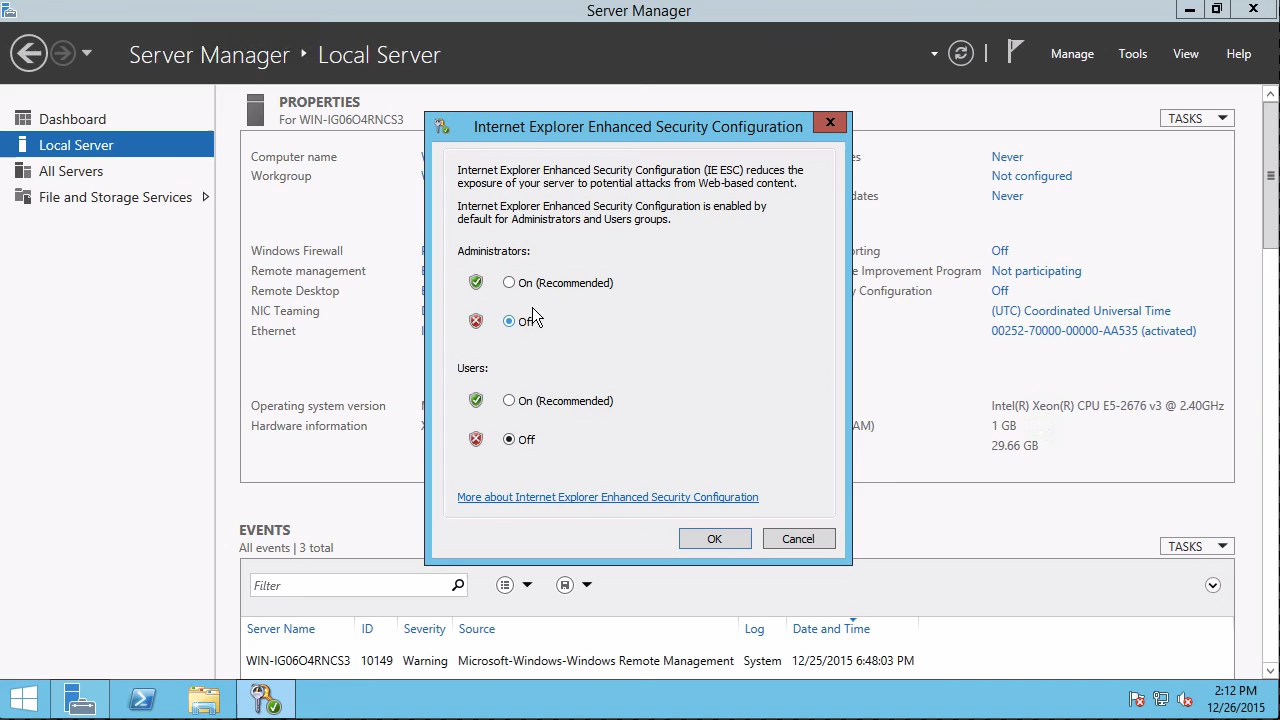 Server Manager
Server Manager • Local Server
Manage Tools View Help
Dashboard
Local Server
All Servers
File and Storage Services
PROPERTIES
For WIN-IG06O4RNCS3
TASKS
Computer name
Workgroup
Windows Firewall
Remote management
Remote Desktop
NIC Teaming
Ethernet
Operating system version
Hardware information
Never
Not configured
dates Never
Off
e Improvement Program Not participating
Configuration Off
(UTC) Coordinated Universal Time
00252-70000-00000-AA535 (activated)
Intel(R) Xeon(R) CPU E5-2676 v3 @ 2.40GHz
AM) 1 GB
29.66 GB
Internet Explorer Enhanced Security Configuration
Internet Explorer Enhanced Security Configuration (IE ESC) reduces the
exposure of your server to potential attacks from Web-based content.
Internet Explorer Enhanced Security Configuration is enabled by
default for Administrators and Users groups.
Administrators:
On (Recommended)
Off
Users:
On (Recommended)
Off
More about Internet Explorer Enhanced Security Configuration
OK Cancel
EVENTS
All events | 3 total
TASKS
Filter
Server Name ID Severity Source Log Date and Time
WIN-IG06O4RNCS3 10149 Warning Microsoft-Windows-Windows Remote Management System 12/25/2015 6:48:03 PM
2:12 PM
12/26/2015